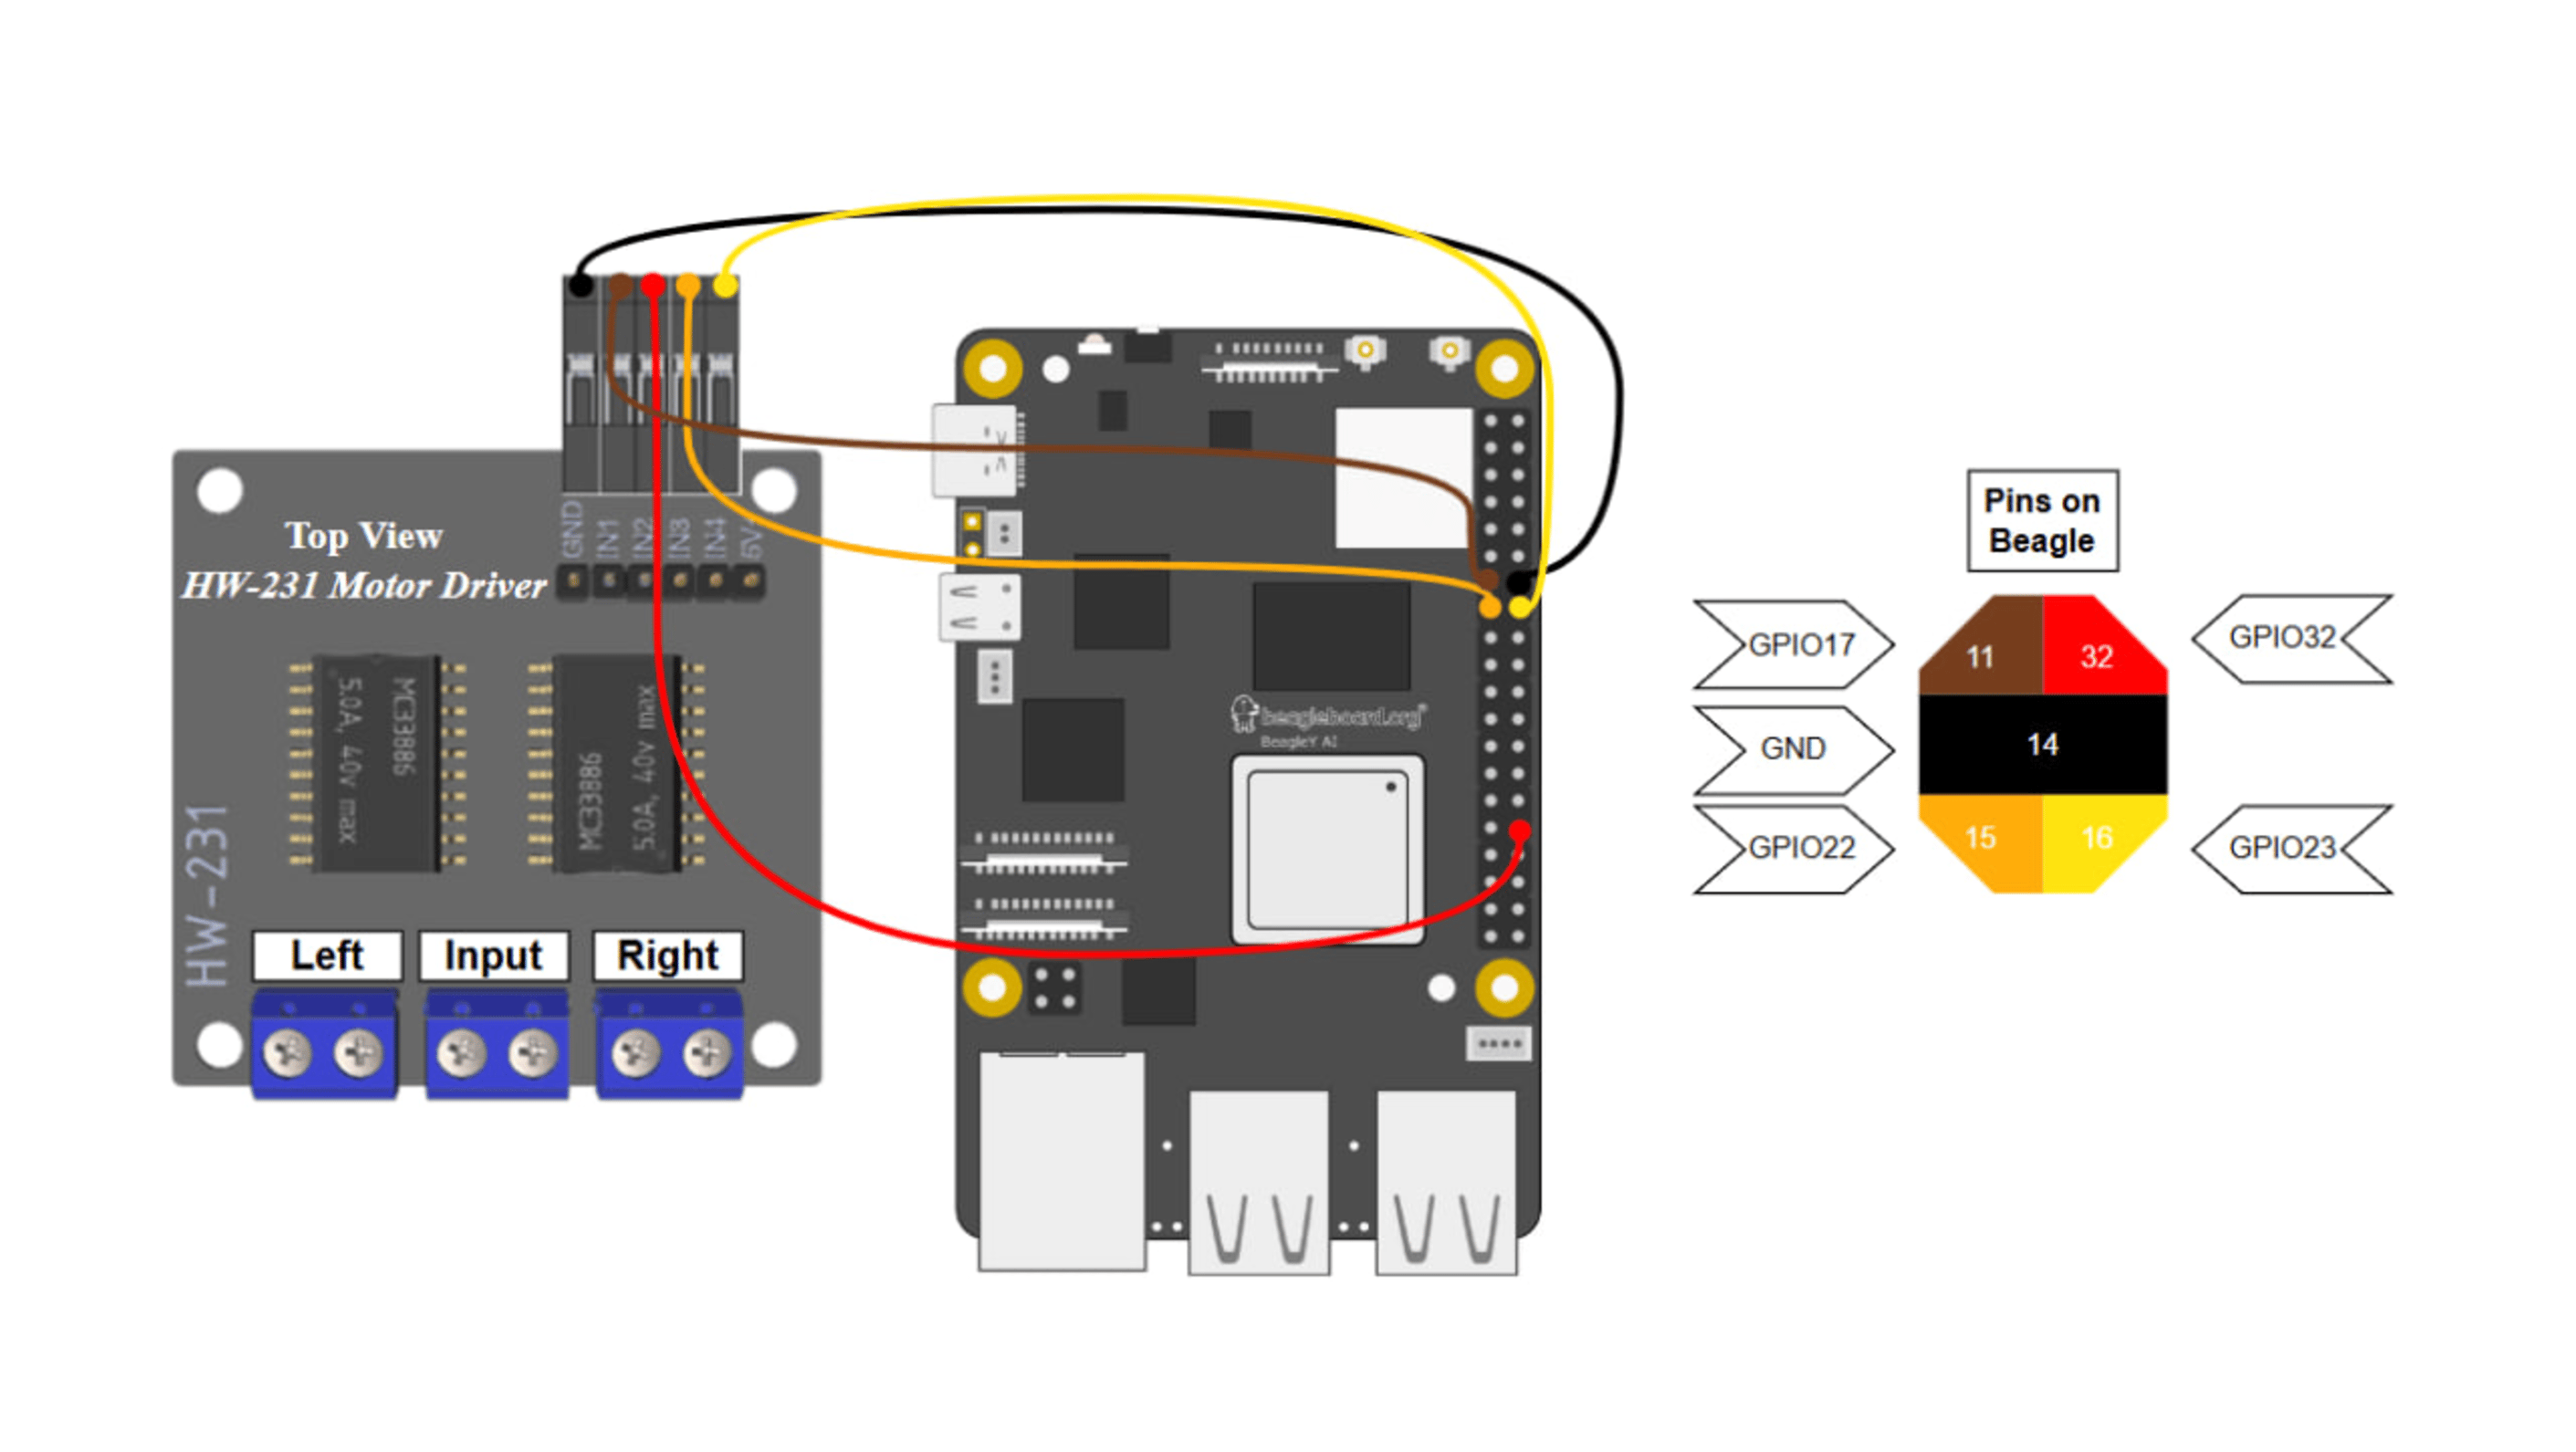 GND
IN1
IN2
IN3
IN4
5V
Top View
HW-231 Motor Driver
MC33886
5.0A, 40v max
MC33886
5.0A, 40v max
HW-231
Left
Input
Right
beagleboard.org®
BeagleY AI
Pins on
Beagle
GPIO17
11
32
GPIO32
GND
14
GPIO22
15
16
GPIO23